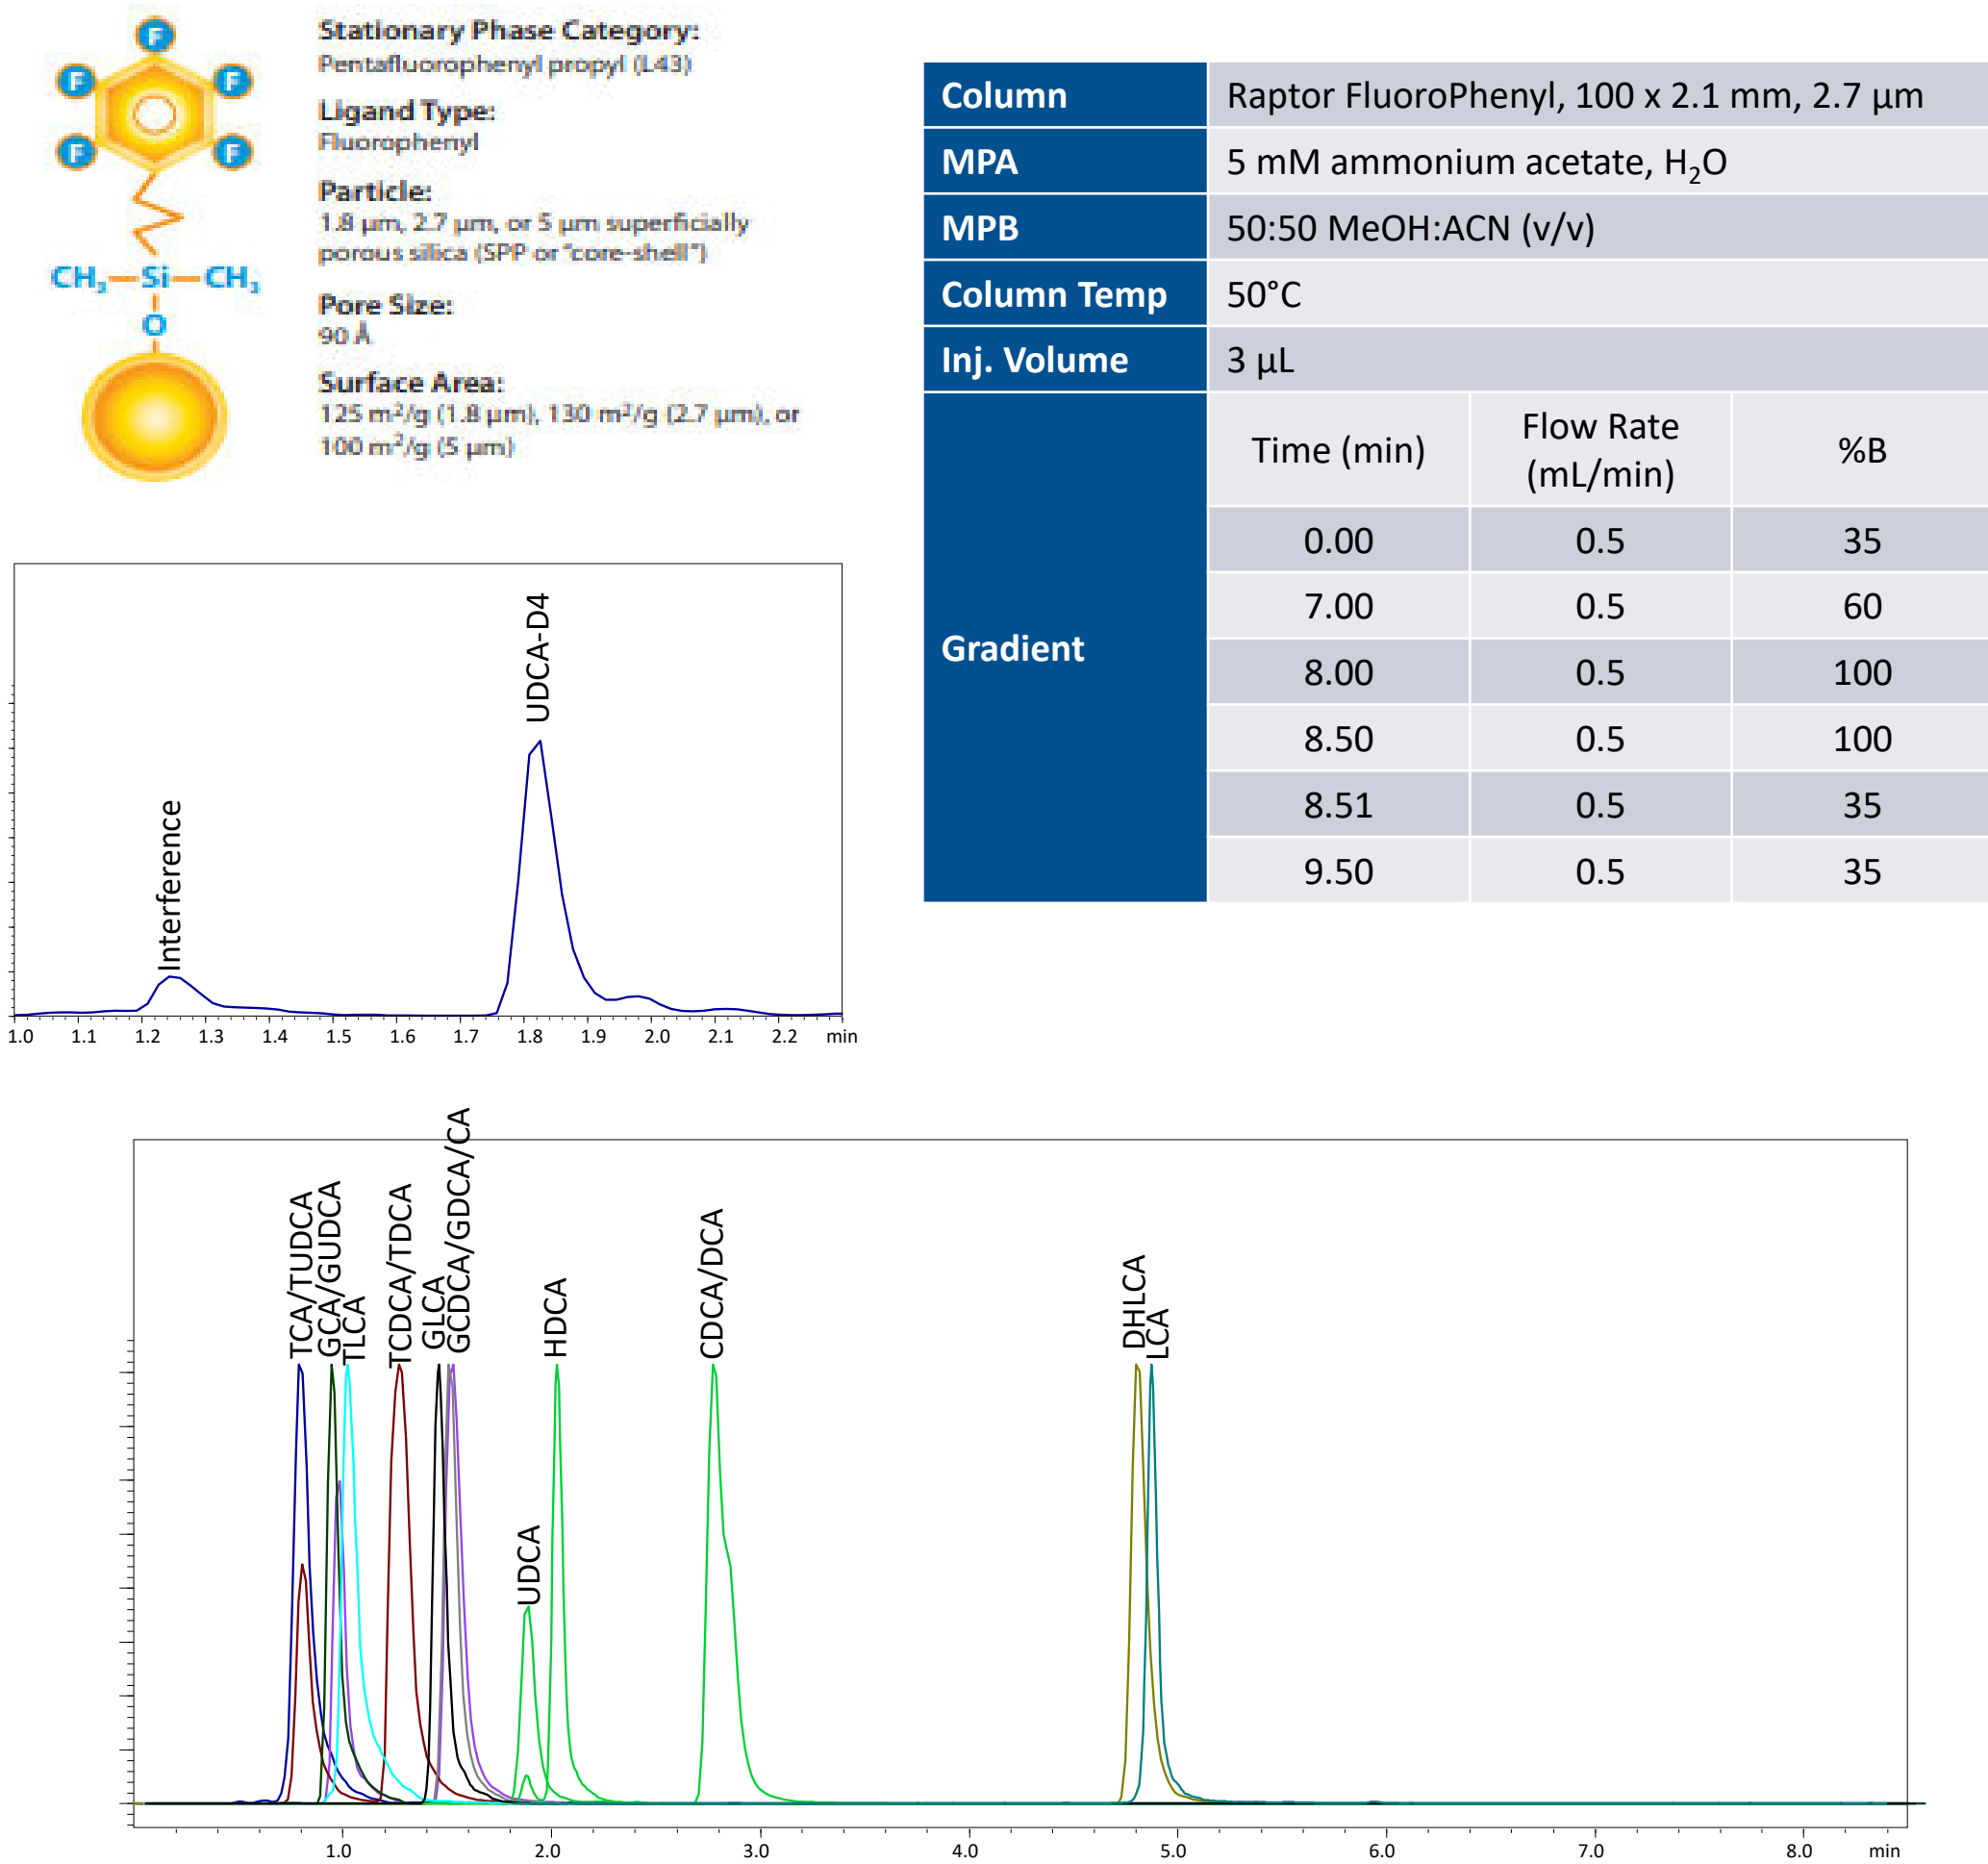 F
F
F
F
F
CH3
Si
CH3
O
Stationary Phase Category:
Pentafluorophenyl propyl (L43)
Ligand Type:
Fluorophenyl
Particle:
1.8 µm, 2.7 µm, or 5 µm superficially
porous silica (SPP or "core-shell")
Pore Size:
90 Å
Surface Area:
125 m²/g (1.8 µm), 130 m²/g (2.7 µm), or
100 m²/g (5 µm)
Column Raptor FluoroPhenyl, 100 x 2.1 mm, 2.7 µm
MPA 5 mM ammonium acetate, H₂O
MPB 50:50 MeOH:ACN (v/v)
Column Temp 50°C
Inj. Volume 3 µL
Gradient
Time (min) Flow Rate (mL/min) %B
0.00 0.5 35
7.00 0.5 60
8.00 0.5 100
8.50 0.5 100
8.51 0.5 35
9.50 0.5 35
Interference
UDCA-D4
1.0 1.1 1.2 1.3 1.4 1.5 1.6 1.7 1.8 1.9 2.0 2.1 2.2 min
TCA/TUDCA
GCA/GUDCA
TLCA
TCDCA/TDCA
GLCA
GCDCA/GDCA/CA
UDCA
HDCA
CDCA/DCA
DHLCA
LCA
1.0 2.0 3.0 4.0 5.0 6.0 7.0 8.0 min